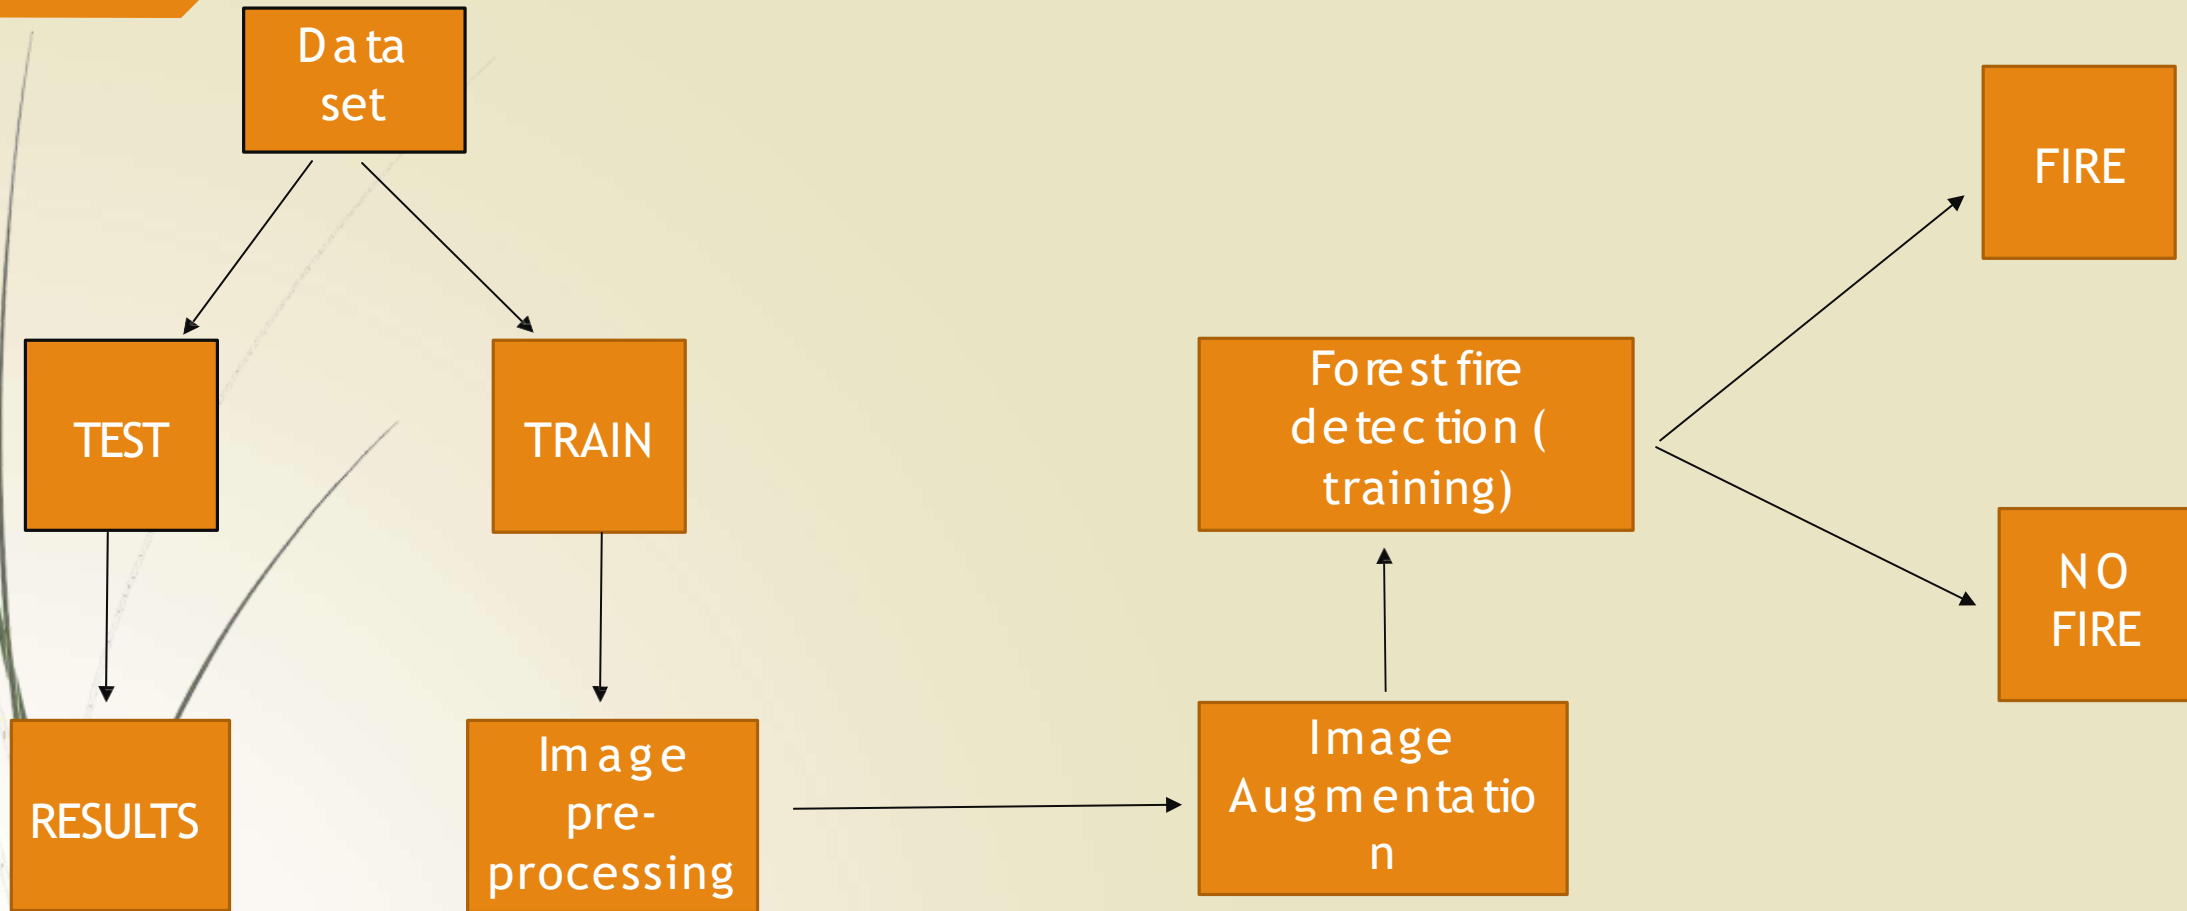 Data
set
FIRE
TEST
TRAIN
Forest fire
detection (
training)
NO
FIRE
RESULTS
Image
pre-
processing
Image
Augmentatio
n